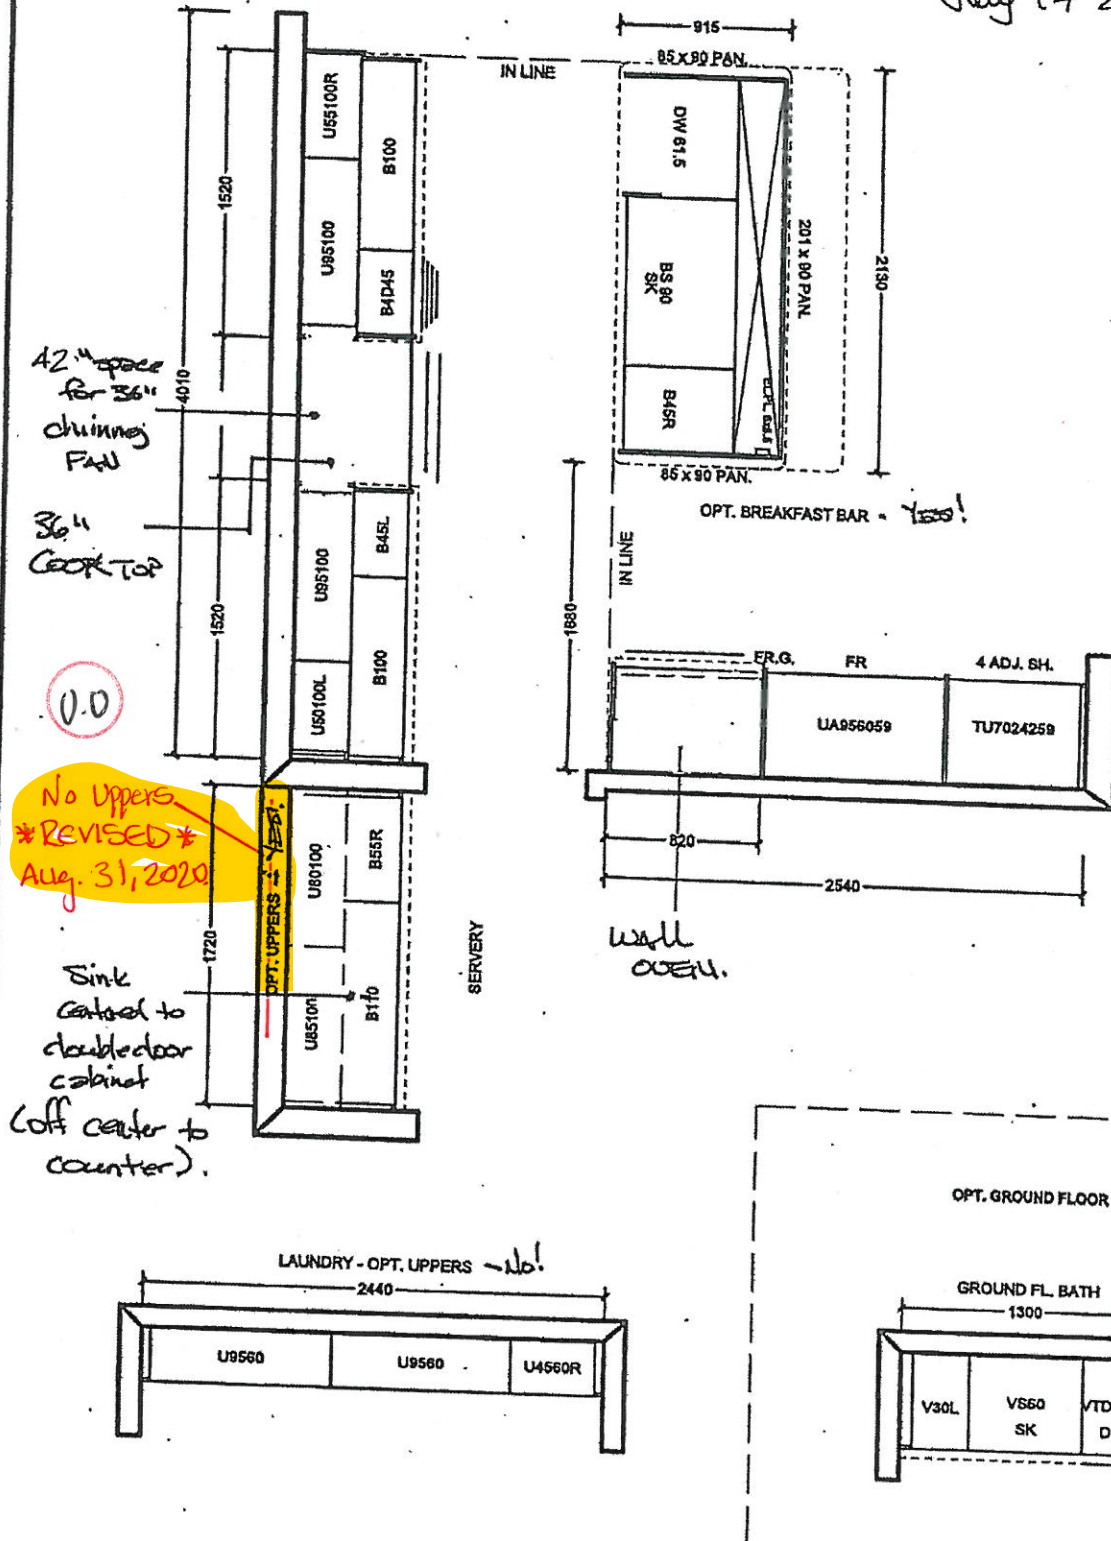 915
85 x 90 PAN.
IN LINE
U55100R
B100
DW 61.5
1520
U95100
B4D45
BS 90
SK
201 x 90 PAN.
2130
4010
42" space
for 36"
chimney
FAN
B45R
85 x 90 PAN.
OPT. BREAKFAST BAR - YES!
36"
COOKTOP
U95100
B45L
IN LINE
1520
1680
U50100L
B100
FR.G.
FR
4 ADJ. SH.
UA956059
TU7024259
U.O
No Uppers
*REVISED*
Aug. 31, 2020
OPT. UPPERS - YES.
U80100
B55R
820
2540
1720
SERVERY
WALL
OVEN.
U85100
B110
Sink
centred to
double door
cabinet
(off center to
counter).
OPT. GROUND FLOOR
LAUNDRY - OPT. UPPERS - No!
2440
U9560
U9560
U4560R
GROUND FL. BATH
1300
V30L
VS60
SK
VTD
D